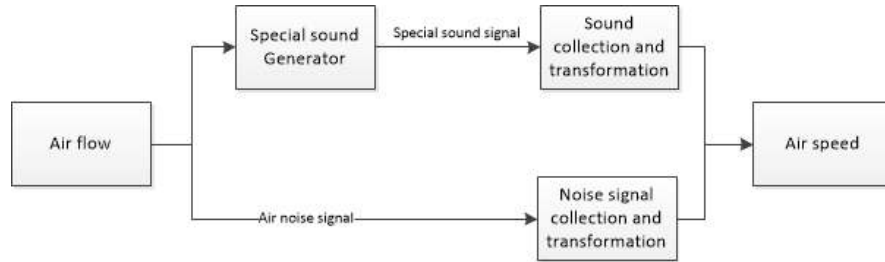 Special sound
Generator
Special sound signal
Sound
collection and
transformation
Air flow
Air speed
Air noise signal
Noise signal
collection and
transformation